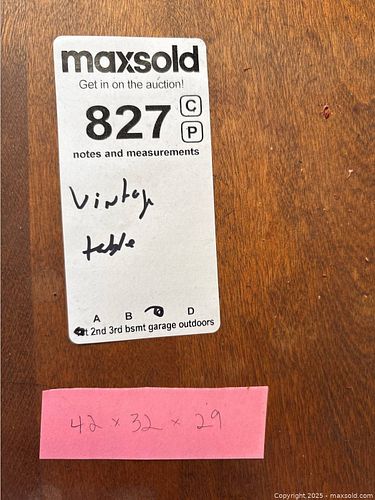 maxsold
Get in on the auction!
827 C
P
notes and measurements
Vintage
table
A B D
2nd 3rd bsmt garage outdoors
42 x 32 x 29
Copyright 2025 - maxsold.com